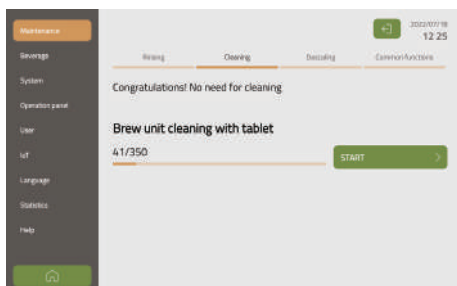 Maintenance
2022/07/18
12 25
Beverage
Rinsing
Cleaning
Descaling
Common functions
System
Congratulations! No need for cleaning
Operation panel
User
Brew unit cleaning with tablet
IoT
41/350
START
Language
Statistics
Help